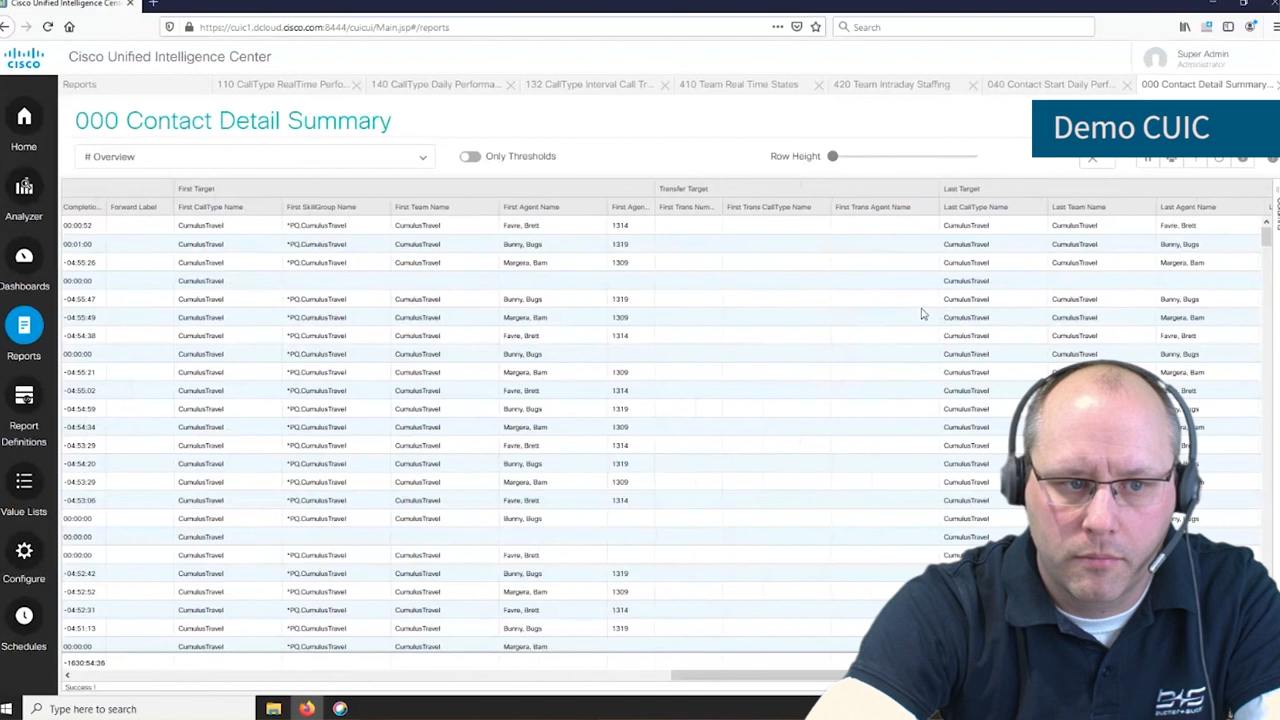 Cisco Unified Intelligence Center
https://cuic1.dcloud.cisco.com:8444/cuicui/Main.jsp#/reports
Search
CISCO
Cisco Unified Intelligence Center
Super Admin
Administrator
Reports
110 CallType RealTime Perfo...
140 CallType Daily Performa...
132 CallType Interval Call Tr...
410 Team Real Time States
420 Team Intraday Staffing
040 Contact Start Daily Perf...
000 Contact Detail Summary...
Home
Analyzer
Dashboards
Reports
Report
Definitions
Value Lists
Configure
Schedules
000 Contact Detail Summary
Demo CUIC
# Overview
Only Thresholds
Row Height
First Target Transfer Target Last Target
Completio... Forward Label First CallType Name First SkillGroup Name First Team Name First Agent Name First Agen... First Trans Num... First Trans CallType Name First Trans Agent Name Last CallType Name Last Team Name Last Agent Name
00:00:52 CumulusTravel *PQ.CumulusTravel CumulusTravel Favre, Brett 1314 CumulusTravel CumulusTravel Favre, Brett
00:01:00 CumulusTravel *PQ.CumulusTravel CumulusTravel Bunny, Bugs 1319 CumulusTravel CumulusTravel Bunny, Bugs
-04:55:26 CumulusTravel *PQ.CumulusTravel CumulusTravel Margera, Bam 1309 CumulusTravel CumulusTravel Margera, Bam
00:00:00 CumulusTravel CumulusTravel
-04:55:47 CumulusTravel *PQ.CumulusTravel CumulusTravel Bunny, Bugs 1319 CumulusTravel CumulusTravel Bunny, Bugs
-04:55:49 CumulusTravel *PQ.CumulusTravel CumulusTravel Margera, Bam 1309 CumulusTravel CumulusTravel Margera, Bam
-04:54:38 CumulusTravel *PQ.CumulusTravel CumulusTravel Favre, Brett 1314 CumulusTravel CumulusTravel Favre, Brett
00:00:00 CumulusTravel *PQ.CumulusTravel CumulusTravel Bunny, Bugs CumulusTravel CumulusTravel Bunny, Bugs
-04:55:21 CumulusTravel *PQ.CumulusTravel CumulusTravel Margera, Bam 1309 CumulusTravel Margera, Bam
-04:55:02 CumulusTravel *PQ.CumulusTravel CumulusTravel Favre, Brett 1314 CumulusTravel Brett
-04:54:59 CumulusTravel *PQ.CumulusTravel CumulusTravel Bunny, Bugs 1319 CumulusTravel Bugs
-04:54:34 CumulusTravel *PQ.CumulusTravel CumulusTravel Margera, Bam 1309 CumulusTravel Bam
-04:53:29 CumulusTravel *PQ.CumulusTravel CumulusTravel Favre, Brett 1314 CumulusTravel
-04:54:20 CumulusTravel *PQ.CumulusTravel CumulusTravel Bunny, Bugs 1319 CumulusTravel
-04:53:29 CumulusTravel *PQ.CumulusTravel CumulusTravel Margera, Bam 1309 CumulusTravel
-04:53:06 CumulusTravel *PQ.CumulusTravel CumulusTravel Favre, Brett 1314 CumulusTravel
00:00:00 CumulusTravel *PQ.CumulusTravel CumulusTravel Bunny, Bugs CumulusTravel
00:00:00 CumulusTravel CumulusTravel
00:00:00 CumulusTravel *PQ.CumulusTravel CumulusTravel Favre, Brett
-04:52:42 CumulusTravel *PQ.CumulusTravel CumulusTravel Bunny, Bugs 1319
-04:52:52 CumulusTravel *PQ.CumulusTravel CumulusTravel Margera, Bam 1309
-04:52:31 CumulusTravel *PQ.CumulusTravel CumulusTravel Favre, Brett 1314
-04:51:13 CumulusTravel *PQ.CumulusTravel CumulusTravel Bunny, Bugs 1319
00:00:00 CumulusTravel *PQ.CumulusTravel CumulusTravel Margera, Bam
-1630:54:36
Success !
Type here to search